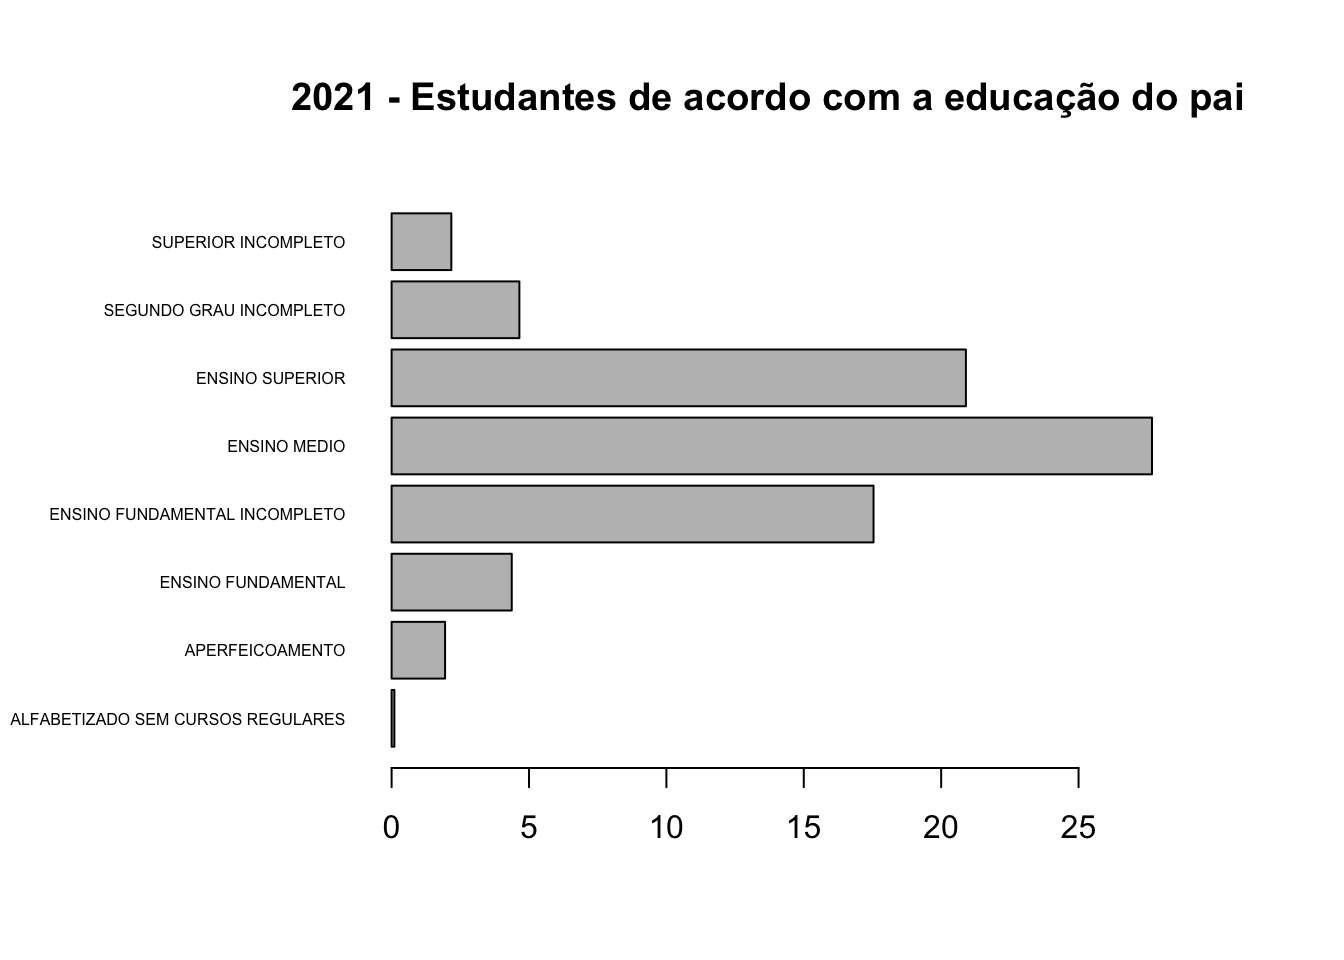 2021 - Estudantes de acordo com a educação do pai
SUPERIOR INCOMPLETO
SEGUNDO GRAU INCOMPLETO
ENSINO SUPERIOR
ENSINO MEDIO
ENSINO FUNDAMENTAL INCOMPLETO
ENSINO FUNDAMENTAL
APERFEICOAMENTO
ALFABETIZADO SEM CURSOS REGULARES
0 5 10 15 20 25